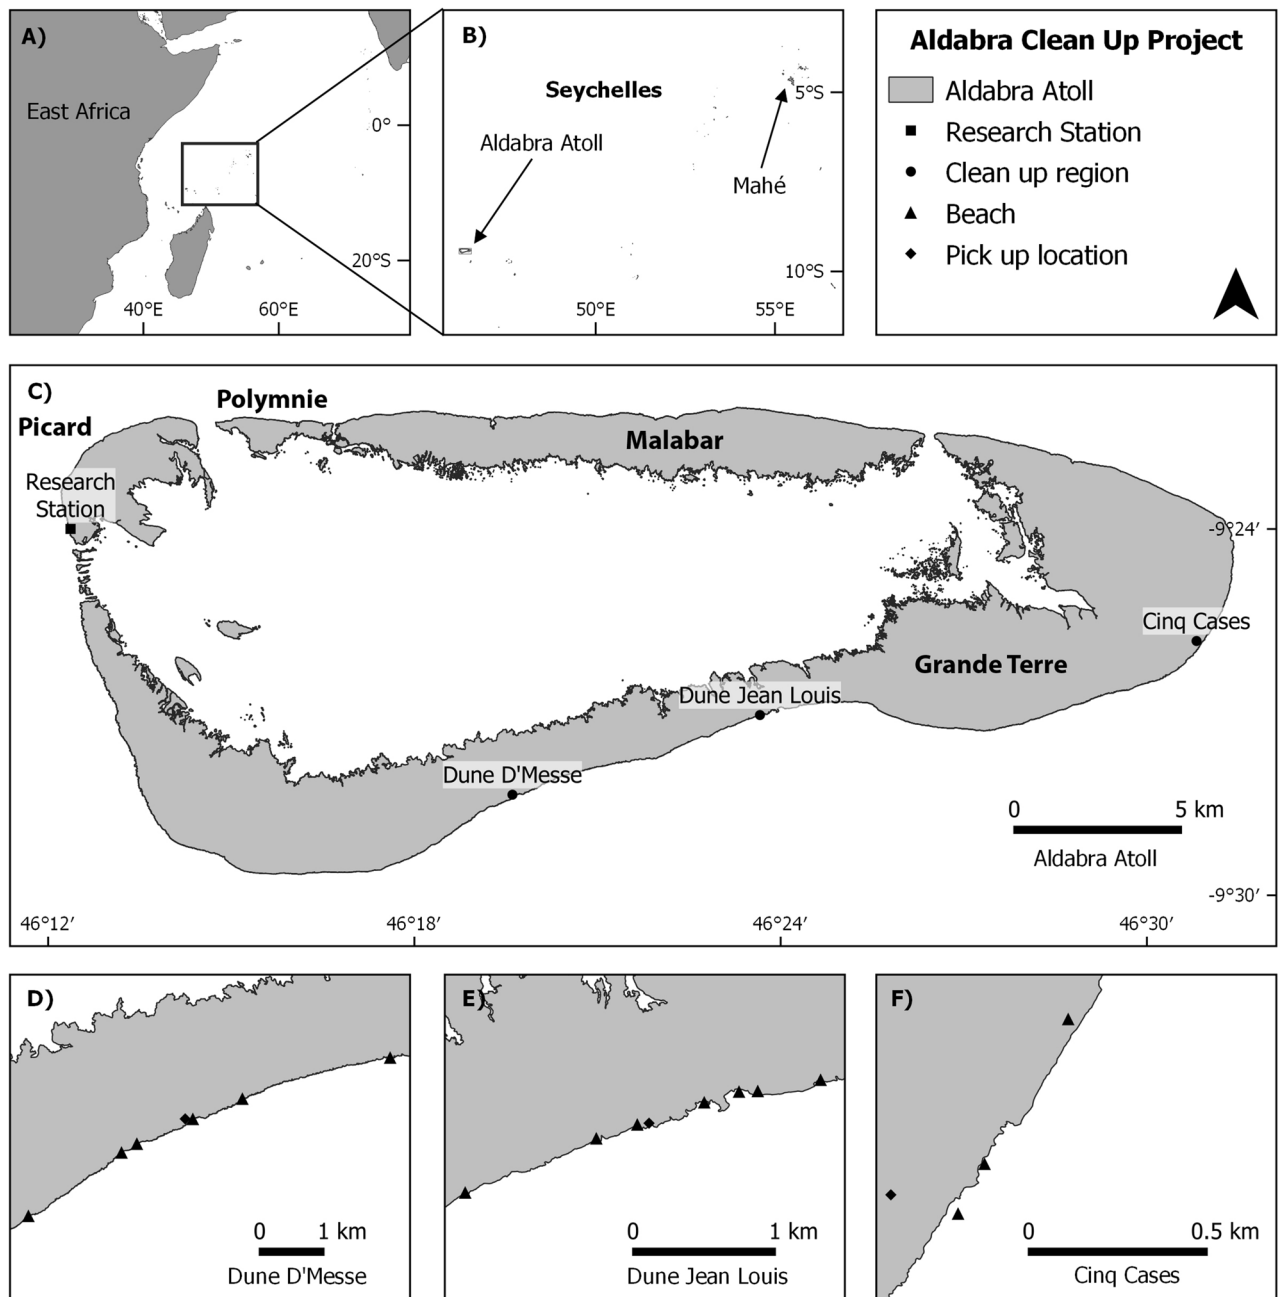 A)
East Africa
0°
20°S
40°E
60°E
B)
Seychelles
Aldabra Atoll
Mahé
5°S
10°S
50°E
55°E
Aldabra Clean Up Project
Aldabra Atoll
Research Station
Clean up region
Beach
Pick up location
C)
Picard
Polymnie
Malabar
Research
Station
-9°24′
Cinq Cases
Grande Terre
Dune Jean Louis
Dune D'Messe
0 5 km
Aldabra Atoll
-9°30′
46°12′
46°18′
46°24′
46°30′
D)
0 1 km
Dune D'Messe
E)
0 1 km
Dune Jean Louis
F)
0 0.5 km
Cinq Cases